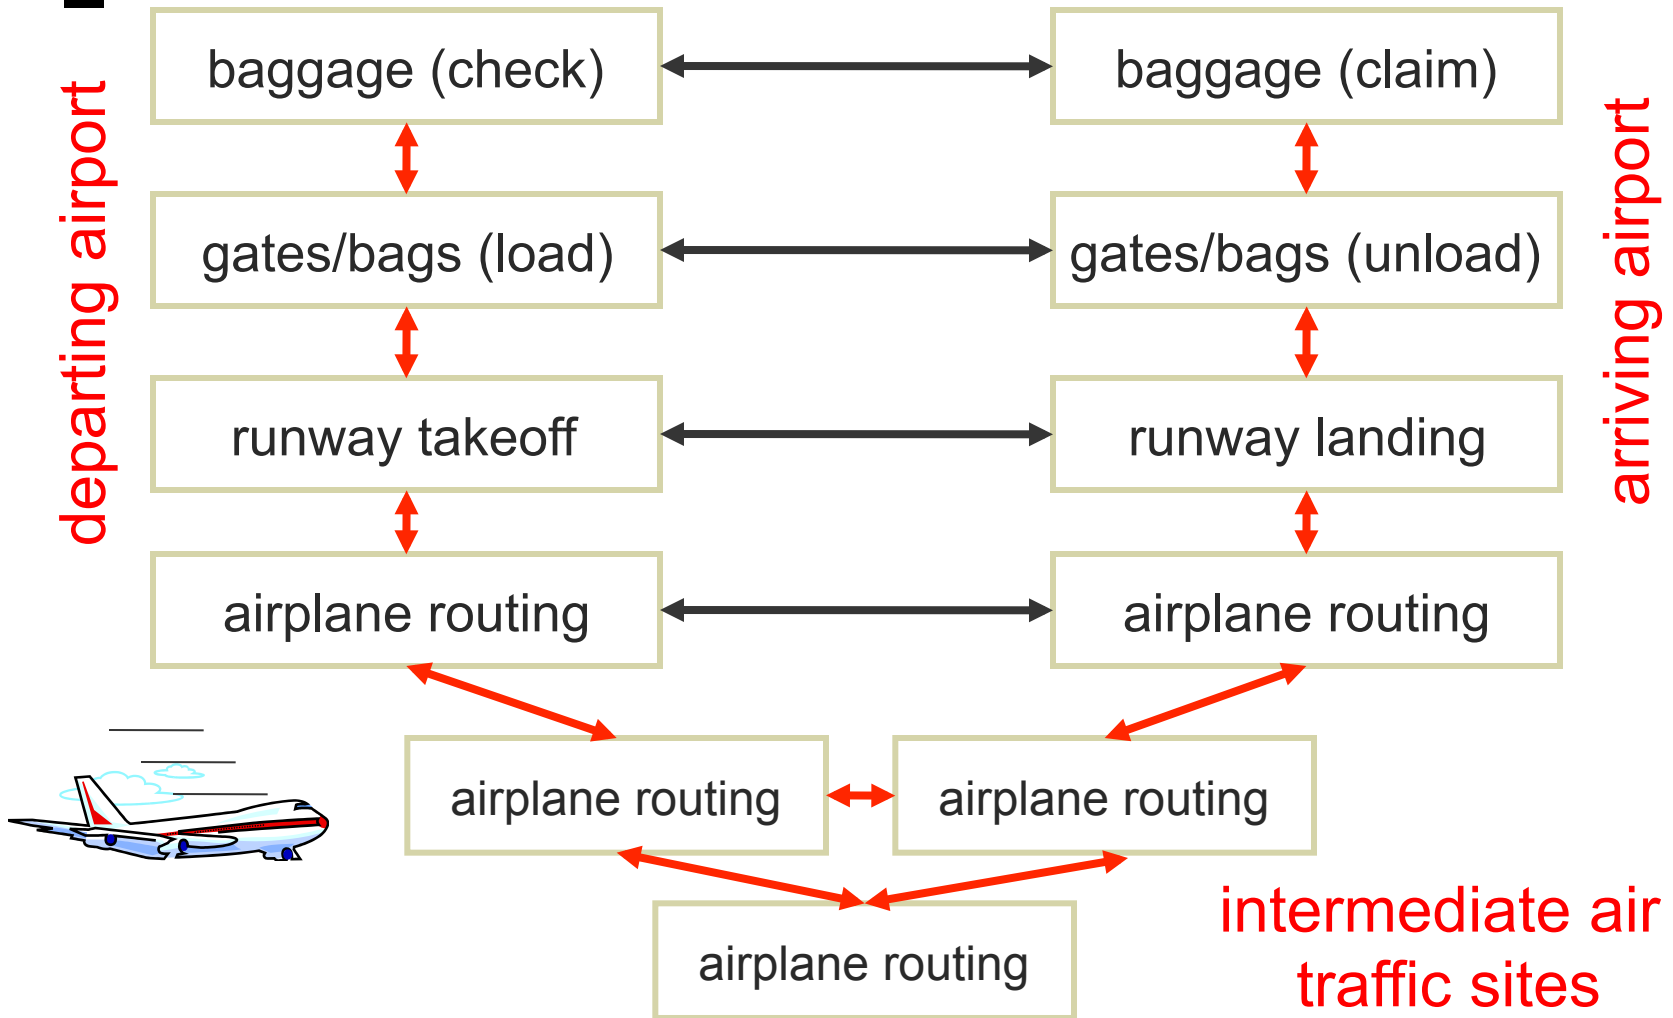 baggage (check)
baggage (claim)
departing airport
arriving airport
gates/bags (load)
gates/bags (unload)
runway takeoff
runway landing
airplane routing
airplane routing
airplane routing
airplane routing
airplane routing
intermediate air
traffic sites